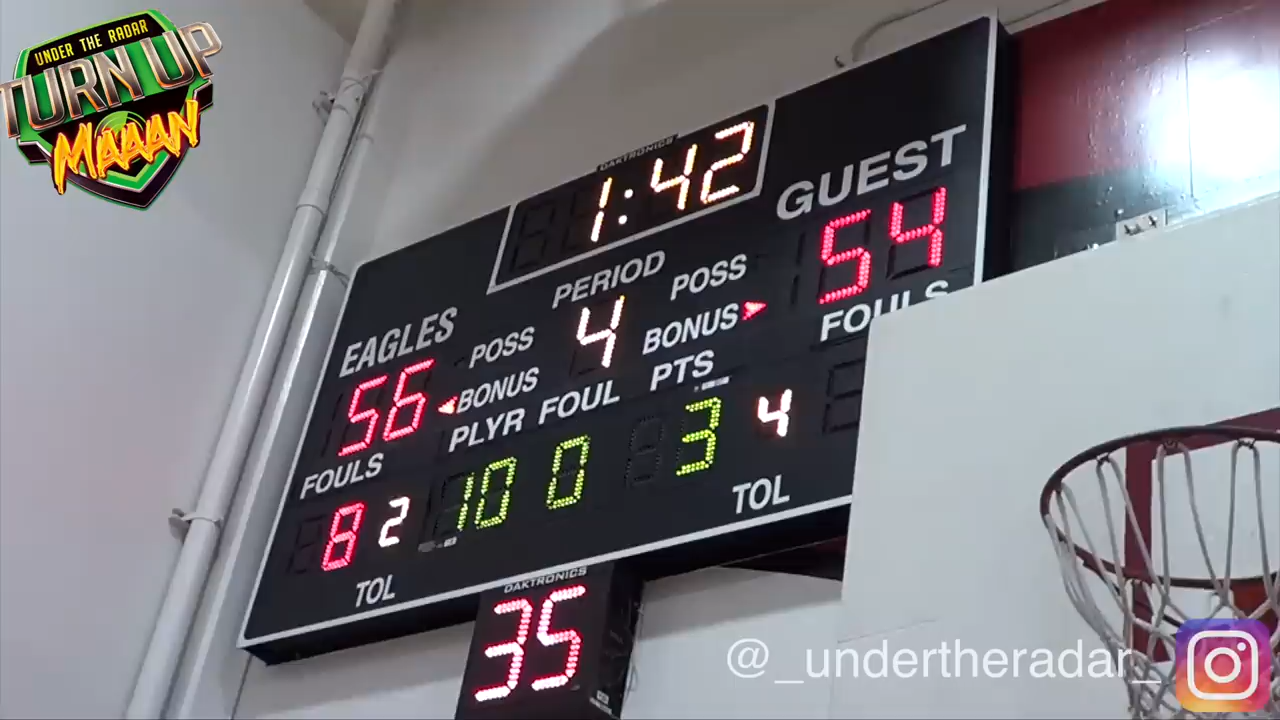 UNDER THE RADAR
TURN UP
MAAAN
DAKTRONICS
1:42
EAGLES
PERIOD
GUEST
56
POSS
4
POSS
54
BONUS
BONUS
FOULS
PLYR FOUL PTS
FOULS
8 2 10 0 3 4
TOL
TOL
DAKTRONICS
35
@_undertheradar_